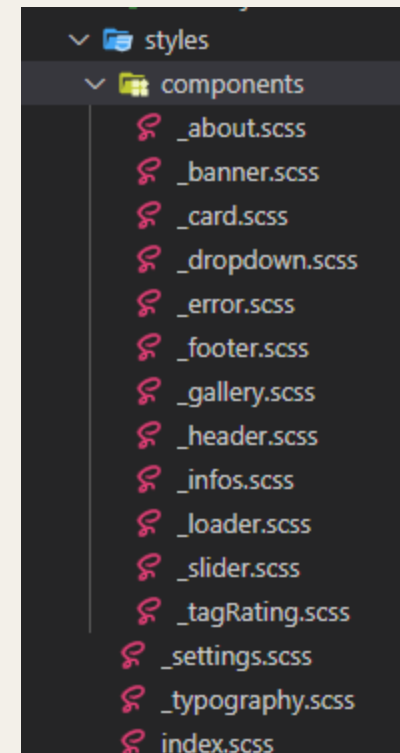 styles
components
_about.scss
_banner.scss
_card.scss
_dropdown.scss
_error.scss
_footer.scss
_gallery.scss
_header.scss
_infos.scss
_loader.scss
_slider.scss
_tagRating.scss
_settings.scss
_typography.scss
index.scss